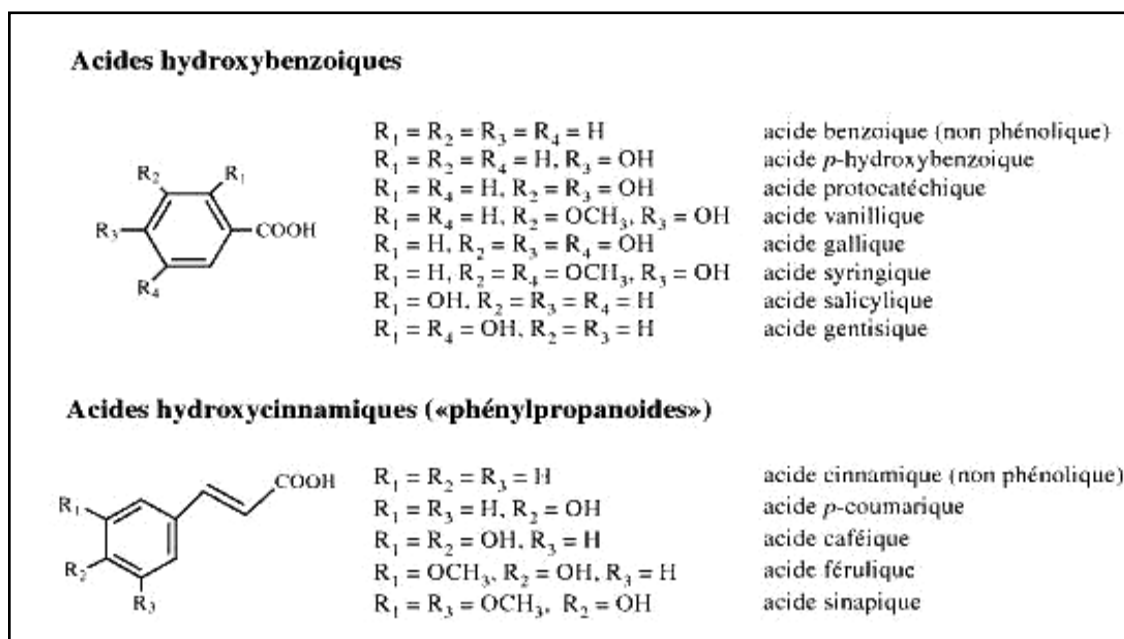 Acides hydroxybenzoiques
R₁ = R₂ = R₃ = R₄ = H acide benzoique (non phénolique)
R₁ = R₂ = R₄ = H, R₃ = OH acide p-hydroxybenzoique
R₁ = R₄ = H, R₂ = R₃ = OH acide protocatéchique
R₁ = R₄ = H, R₂ = OCH₃, R₃ = OH acide vanillique
R₁ = H, R₂ = R₃ = R₄ = OH acide gallique
R₁ = H, R₂ = R₄ = OCH₃, R₃ = OH acide syringique
R₁ = OH, R₂ = R₃ = R₄ = H acide salicylique
R₁ = R₄ = OH, R₂ = R₃ = H acide gentisique
R₂ R₁
R₃ COOH
R₄
Acides hydroxycinnamiques («phénylpropanoides»)
R₁ = R₂ = R₃ = H acide cinnamique (non phénolique)
R₁ = R₃ = H, R₂ = OH acide p-coumarique
R₁ = R₂ = OH, R₃ = H acide caféique
R₁ = OCH₃, R₂ = OH, R₃ = H acide férulique
R₁ = R₃ = OCH₃, R₂ = OH acide sinapique
COOH
R₁
R₂
R₃